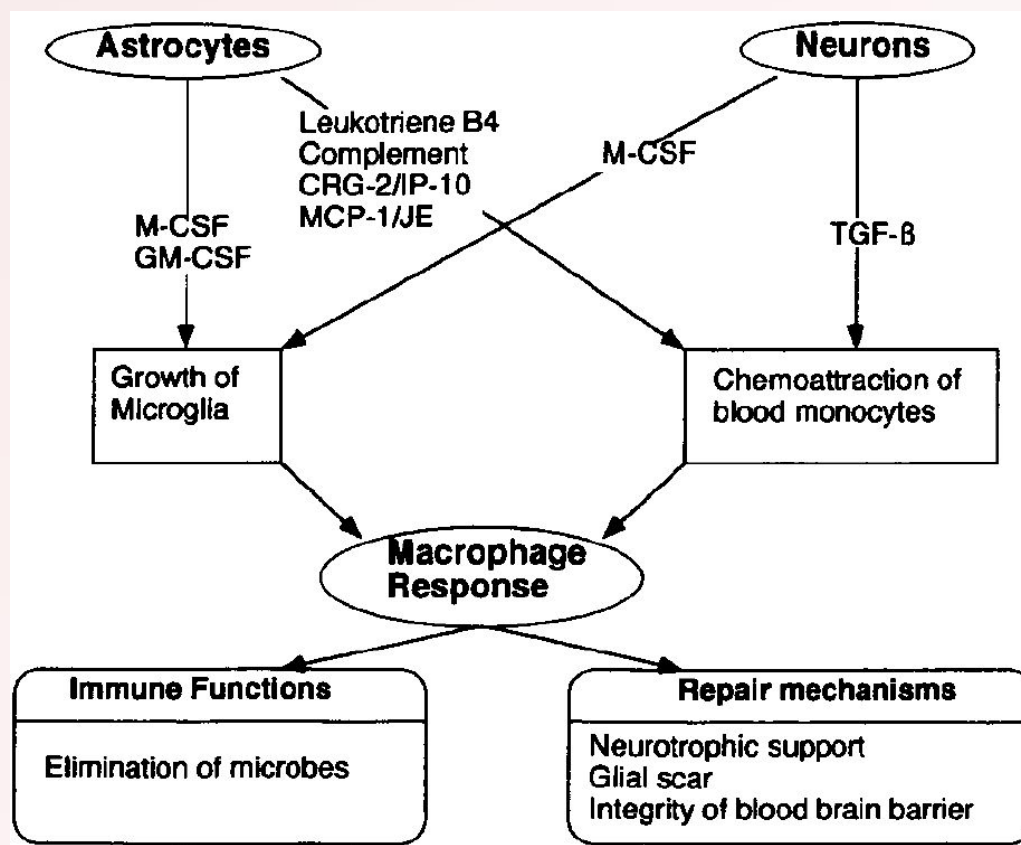 Astrocytes
Neurons
Leukotriene B4
Complement
CRG-2/IP-10
MCP-1/JE
M-CSF
M-CSF
GM-CSF
TGF-β
Growth of
Microglia
Chemoattraction of
blood monocytes
Macrophage
Response
Immune Functions
Elimination of microbes
Repair mechanisms
Neurotrophic support
Glial scar
Integrity of blood brain barrier